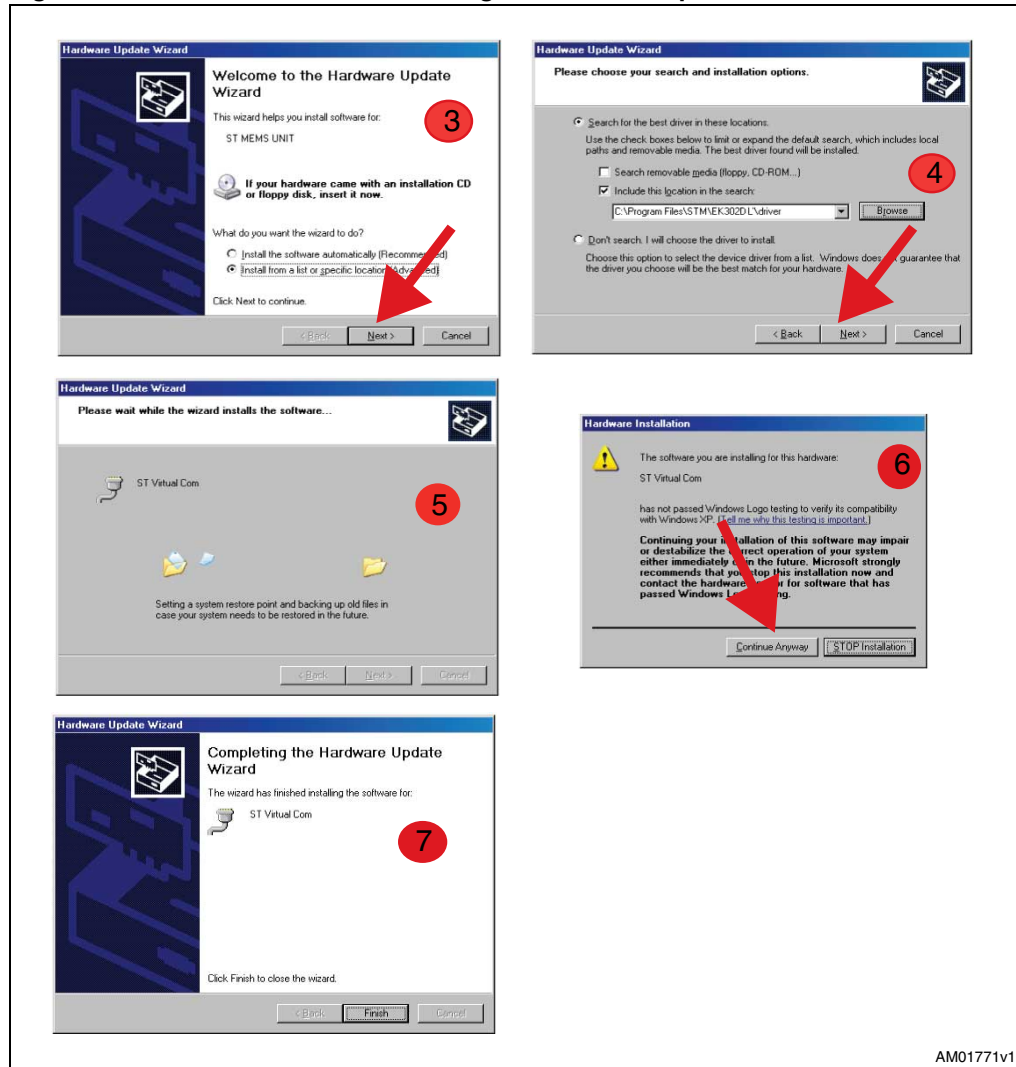 Hardware Update Wizard
Welcome to the Hardware Update
Wizard
This wizard helps you install software for:
3
ST MEMS UNIT
If your hardware came with an installation CD
or floppy disk, insert it now.
What do you want the wizard to do?
Install the software automatically (Recommended)
Install from a list or specific location (Advanced)
Click Next to continue.
< Back
Next >
Cancel
Hardware Update Wizard
Please choose your search and installation options.
Search for the best driver in these locations.
Use the check boxes below to limit or expand the default search, which includes local
paths and removable media. The best driver found will be installed.
Search removable media (floppy, CD-ROM...)
4
Include this location in the search:
C:\Program Files\STM\EK302DL\driver
Browse
Don't search. I will choose the driver to install.
Choose this option to select the device driver from a list. Windows does guarantee that
the driver you choose will be the best match for your hardware.
< Back
Next >
Cancel
Hardware Update Wizard
Please wait while the wizard installs the software...
ST Virtual Com
5
Setting a system restore point and backing up old files in
case your system needs to be restored in the future.
< Back
Next >
Cancel
Hardware Installation
The software you are installing for this hardware:
6
ST Virtual Com
has not passed Windows Logo testing to verify its compatibility
with Windows XP. (Tell me why this testing is important.)
Continuing your installation of this software may impair
or destabilize the correct operation of your system
either immediately or in the future. Microsoft strongly
recommends that you stop this installation now and
contact the hardware vendor for software that has
passed Windows Logo testing.
Continue Anyway
STOP Installation
Hardware Update Wizard
Completing the Hardware Update
Wizard
The wizard has finished installing the software for:
ST Virtual Com
7
Click Finish to close the wizard.
< Back
Finish
Cancel
AM01771v1